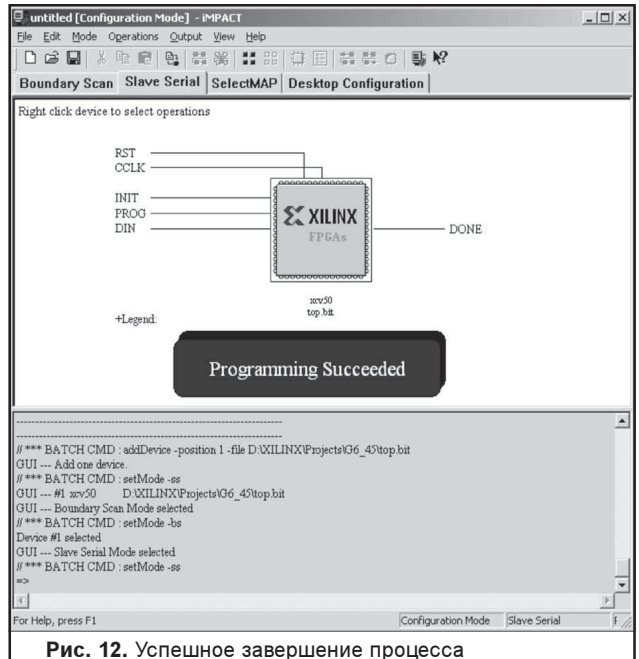 untitled [Configuration Mode] - iMPACT
File Edit Mode Operations Output View Help
Boundary Scan Slave Serial SelectMAP Desktop Configuration
Right click device to select operations
RST
CCLK
INIT
PROG
DIN
XILINX
FPGAs
DONE
xcv50
top.bit
+Legend:
Programming Succeeded
// *** BATCH CMD : addDevice -position 1 -file D:\XILINX\Projects\G6_45\top.bit
GUI --- Add one device.
// *** BATCH CMD : setMode -ss
GUI --- #1 xcv50 D:\XILINX\Projects\G6_45\top.bit
GUI --- Boundary Scan Mode selected
// *** BATCH CMD : setMode -bs
Device #1 selected
GUI --- Slave Serial Mode selected
// *** BATCH CMD : setMode -ss
=>
For Help, press F1
Configuration Mode Slave Serial
Рис. 12. Успешное завершение процесса